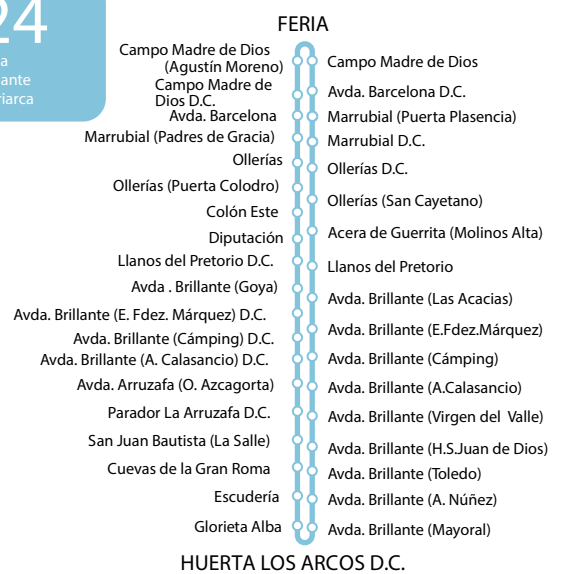 24
FERIA
Campo Madre de Dios
(Agustín Moreno)
Campo Madre de
Dios D.C.
Avda. Barcelona
Marrubial (Padres de Gracia)
Ollerías
Ollerías (Puerta Colodro)
Colón Este
Diputación
Llanos del Pretorio D.C.
Avda . Brillante (Goya)
Avda. Brillante (E. Fdez. Márquez) D.C.
Avda. Brillante (Cámping) D.C.
Avda. Brillante (A. Calasancio) D.C.
Avda. Arruzafa (O. Azcagorta)
Parador La Arruzafa D.C.
San Juan Bautista (La Salle)
Cuevas de la Gran Roma
Escudería
Glorieta Alba
Campo Madre de Dios
Avda. Barcelona D.C.
Marrubial (Puerta Plasencia)
Marrubial D.C.
Ollerías D.C.
Ollerías (San Cayetano)
Acera de Guerrita (Molinos Alta)
Llanos del Pretorio
Avda. Brillante (Las Acacias)
Avda. Brillante (E.Fdez.Márquez)
Avda. Brillante (Cámping)
Avda. Brillante (A.Calasancio)
Avda. Brillante (Virgen del Valle)
Avda. Brillante (H.S.Juan de Dios)
Avda. Brillante (Toledo)
Avda. Brillante (A. Núñez)
Avda. Brillante (Mayoral)
HUERTA LOS ARCOS D.C.